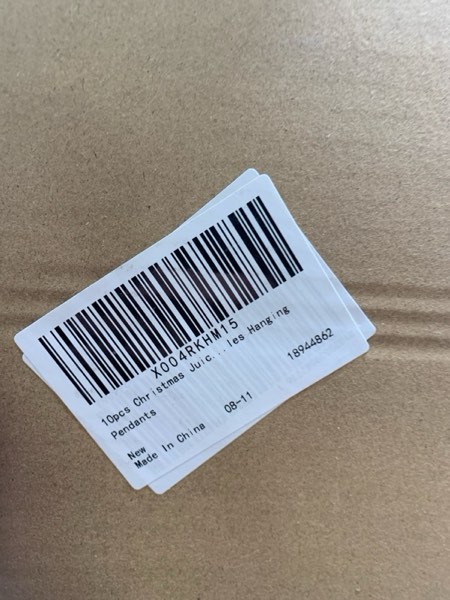 X004RKHM15
10pcs Christmas Juic...les Hanging
Pendants
New
Made In China 08-11 18944862